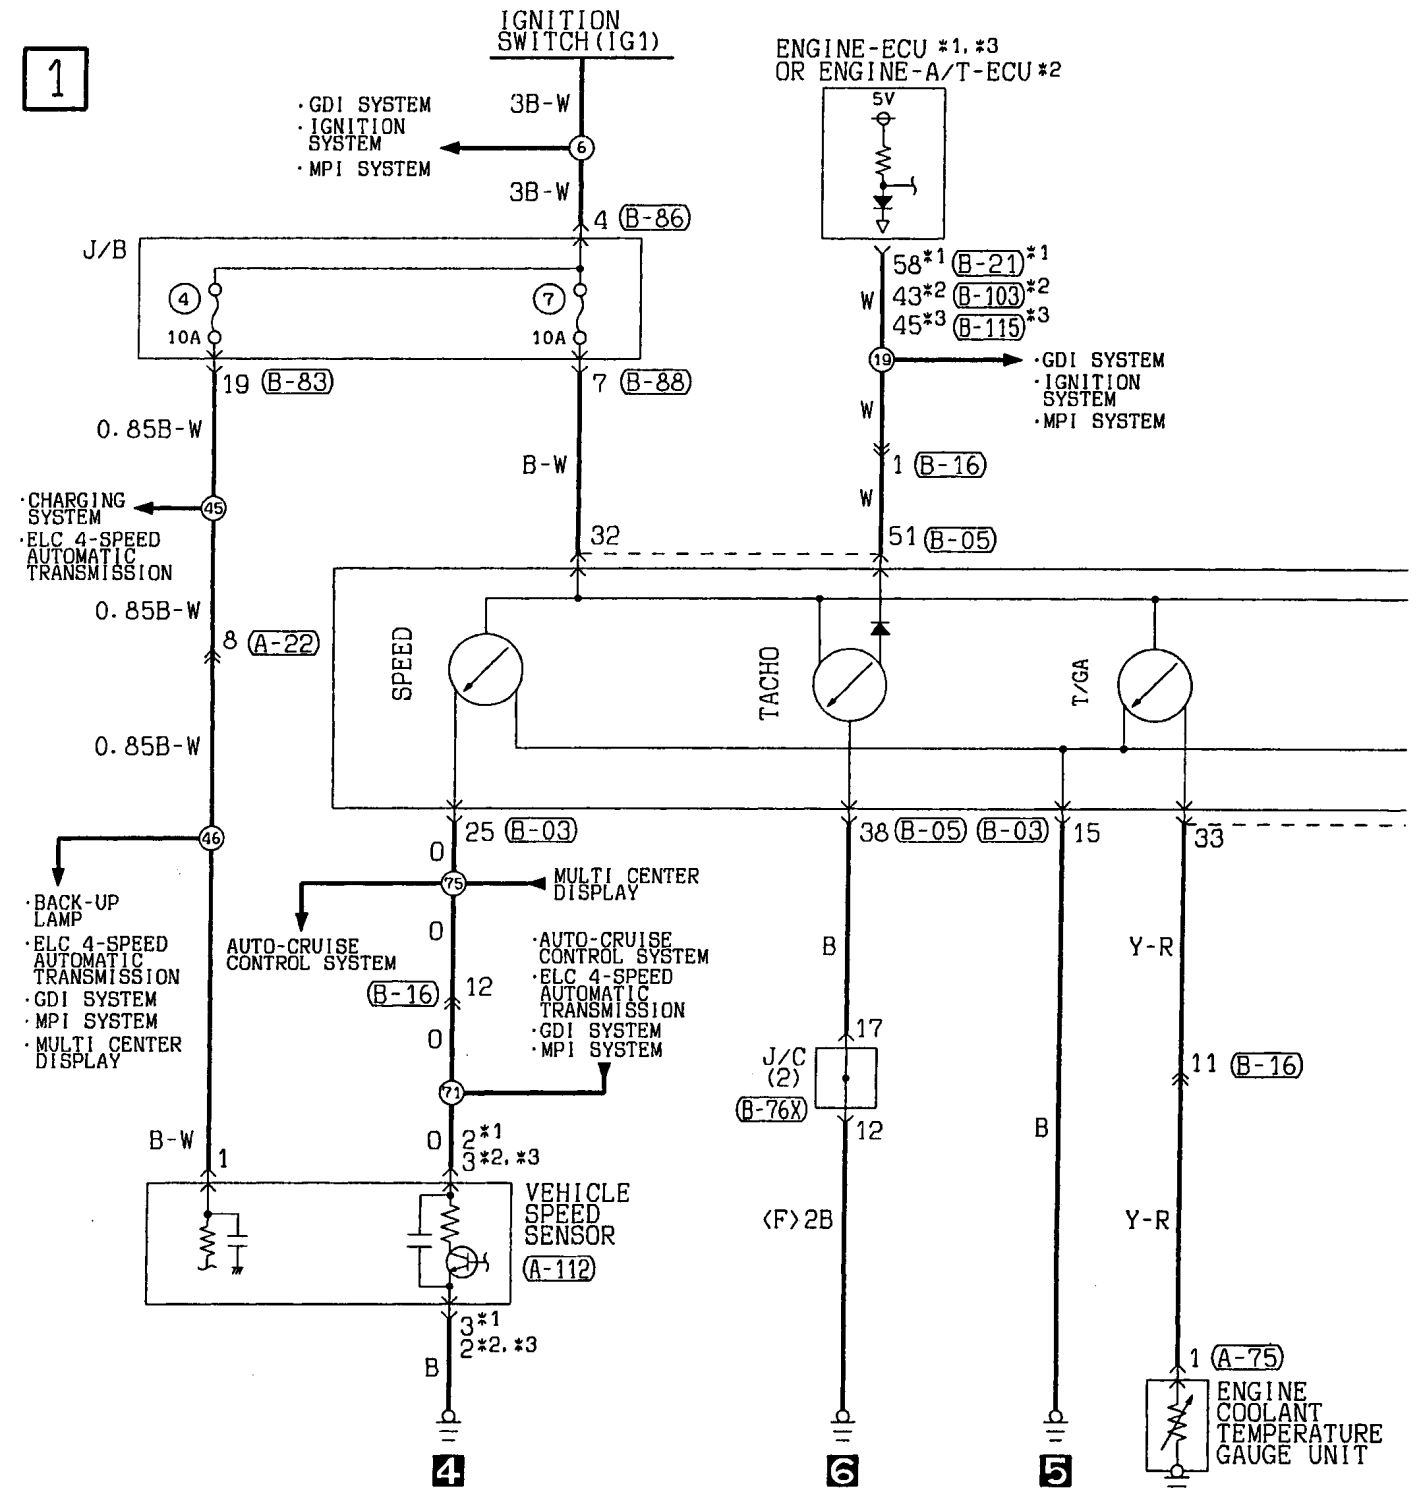 1
IGNITION
SWITCH(IG1)
ENGINE-ECU *1,*3
OR ENGINE-A/T-ECU*2
5V
·GDI SYSTEM
·IGNITION
SYSTEM
·MPI SYSTEM
3B-W
6
3B-W
4 (B-86)
J/B
4
10A
7
10A
58*1 (B-21)*1
43*2 (B-103)*2
45*3 (B-115)*3
W
19
·GDI SYSTEM
·IGNITION
SYSTEM
·MPI SYSTEM
19 (B-83)
7 (B-88)
0.85B-W
B-W
W
1 (B-16)
W
·CHARGING
SYSTEM
·ELC 4-SPEED
AUTOMATIC
TRANSMISSION
45
32
51 (B-05)
0.85B-W
8 (A-22)
SPEED
TACHO
T/GA
0.85B-W
46
25 (B-03)
38 (B-05)
(B-03) 15
33
O
75
MULTI CENTER
DISPLAY
·BACK-UP
LAMP
·ELC 4-SPEED
AUTOMATIC
TRANSMISSION
·GDI SYSTEM
·MPI SYSTEM
·MULTI CENTER
DISPLAY
AUTO-CRUISE
CONTROL SYSTEM
O
·AUTO-CRUISE
CONTROL SYSTEM
·ELC 4-SPEED
AUTOMATIC
TRANSMISSION
·GDI SYSTEM
·MPI SYSTEM
B
Y-R
(B-16) 12
O
17
J/C
(2)
(B-76X)
12
11 (B-16)
71
B-W
1
O
2*1
3*2,*3
B
VEHICLE
SPEED
SENSOR
(A-112)
<F>2B
Y-R
3*1
2*2,*3
B
1 (A-75)
ENGINE
COOLANT
TEMPERATURE
GAUGE UNIT
4
6
5